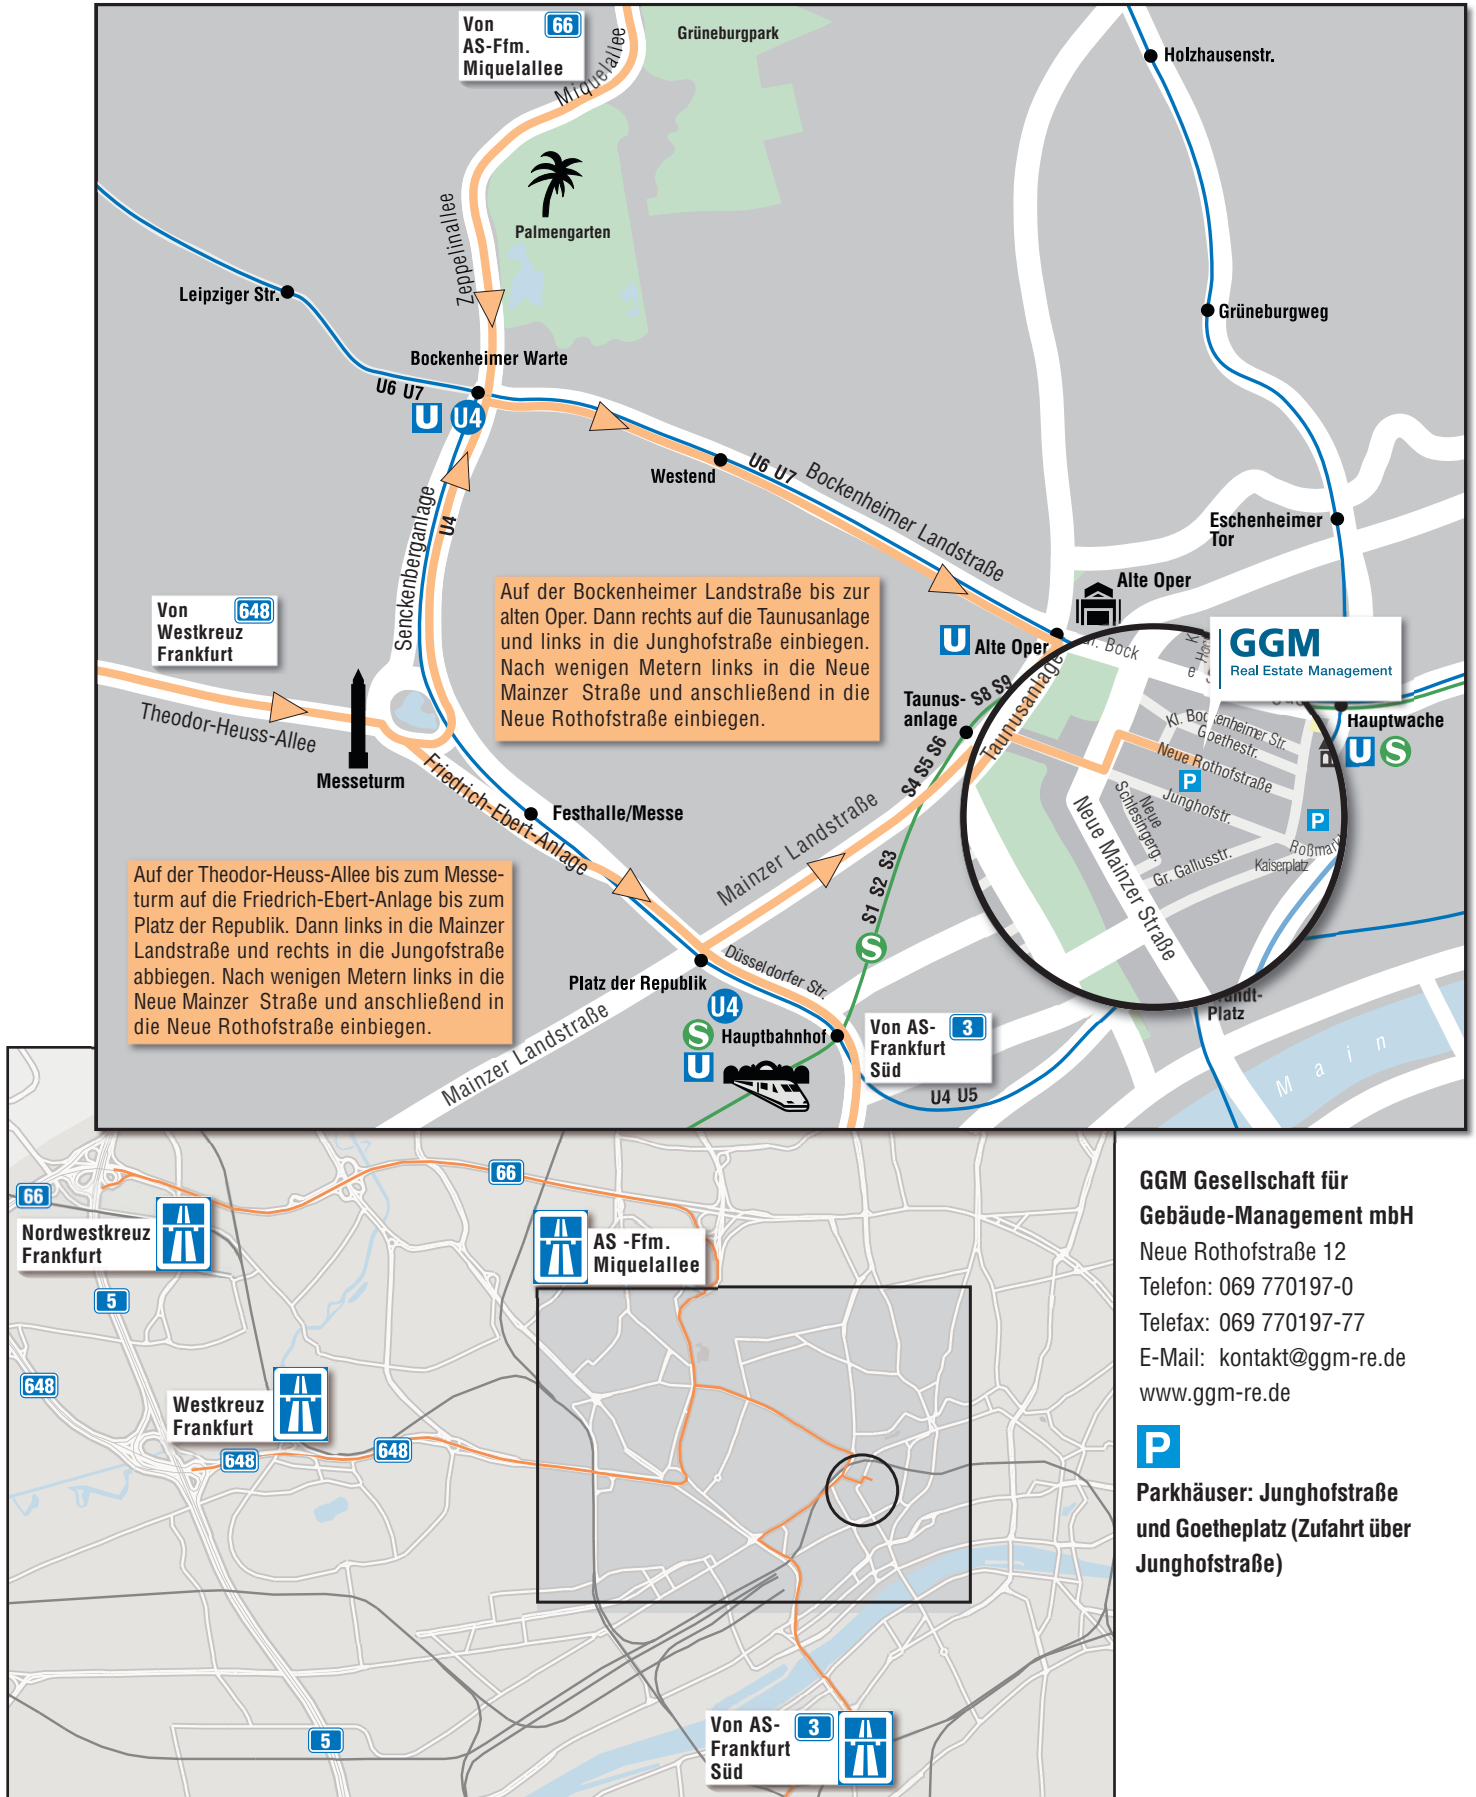 Von
AS-Ffm.
Miquelallee
66
Miquelallee
Grüneburgpark
Holzhausenstr.
Palmengarten
Zeppelinallee
Leipziger Str.
Grüneburgweg
Bockenheimer Warte
U6 U7
U
U4
Westend
U6 U7
Bockenheimer Landstraße
Senckenberganlage
U4
Eschenheimer
Tor
Alte Oper
Von
Westkreuz
Frankfurt
648
Auf der Bockenheimer Landstraße bis zur
alten Oper. Dann rechts auf die Taunusanlage
und links in die Junghofstraße einbiegen.
Nach wenigen Metern links in die Neue
Mainzer Straße und anschließend in die
Neue Rothofstraße einbiegen.
U
Alte Oper
Bock
GGM
Real Estate Management
Taunus-
anlage
S8 S9
Taunusanlage
Theodor-Heuss-Allee
Messeturm
Hauptwache
U
S
Kl. Bockenheimer Str.
Goethestr.
Neue Rothofstraße
P
Junghofstr.
P
Neue
Schlesingerg.
Neue Mainzer Straße
Gr. Gallusstr.
Roßmarkt
Kaiserplatz
S4 S5 S6
Friedrich-Ebert-Anlage
Festhalle/Messe
Mainzer Landstraße
S1 S2 S3
S
Auf der Theodor-Heuss-Allee bis zum Messe-
turm auf die Friedrich-Ebert-Anlage bis zum
Platz der Republik. Dann links in die Mainzer
Landstraße und rechts in die Jungofstraße
abbiegen. Nach wenigen Metern links in die
Neue Mainzer Straße und anschließend in
die Neue Rothofstraße einbiegen.
Düsseldorfer Str.
Platz der Republik
U4
S
Hauptbahnhof
U
Mainzer Landstraße
Von AS-
Frankfurt
Süd
3
U4 U5
Platz
Main
66
66
Nordwestkreuz
Frankfurt
AS -Ffm.
Miquelallee
5
648
Westkreuz
Frankfurt
648
648
5
Von AS-
Frankfurt
Süd
3
GGM Gesellschaft für
Gebäude-Management mbH
Neue Rothofstraße 12
Telefon: 069 770197-0
Telefax: 069 770197-77
E-Mail: kontakt@ggm-re.de
www.ggm-re.de
P
Parkhäuser: Junghofstraße
und Goetheplatz (Zufahrt über
Junghofstraße)